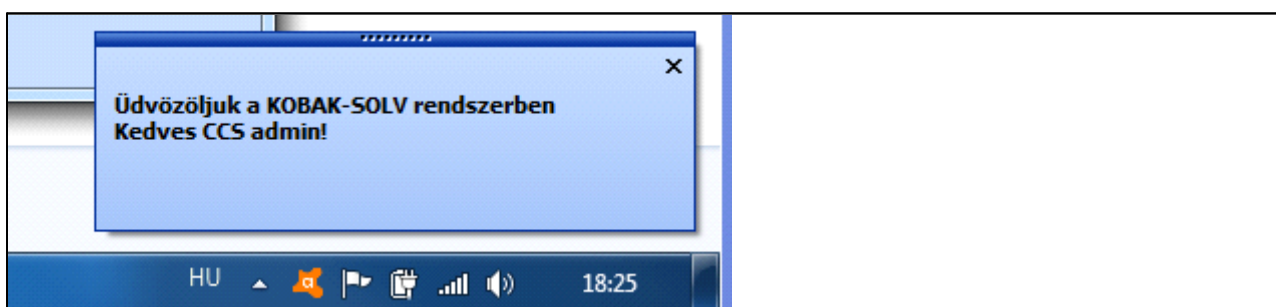 Üdvözöljuk a KOBAK-SOLV rendszerben
Kedves CCS admin!
HU
18:25